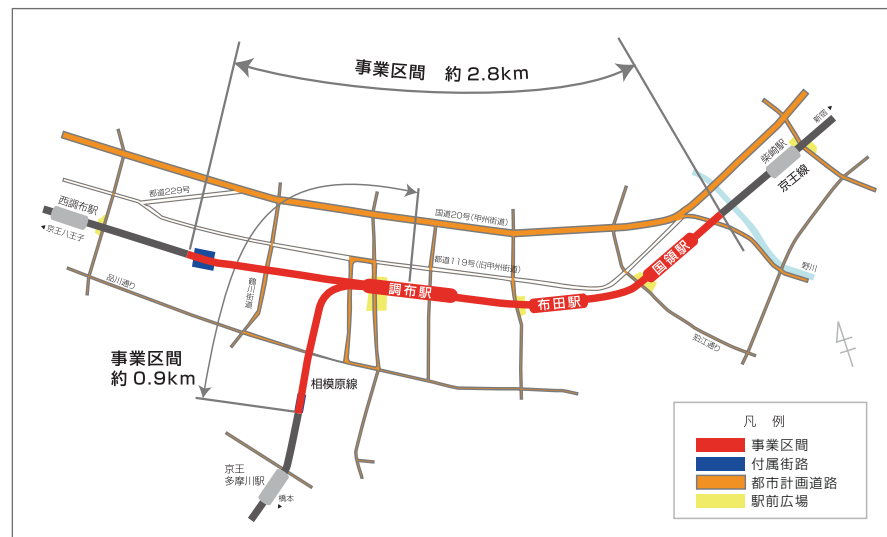 事業区間 約2.8km
新宿
柴崎駅
京王線
都道229号
西調布駅
京王八王子
国道20号(甲州街道)
国領駅
都道119号(旧甲州街道)
野川
品川通り
鶴川街道
調布駅
布田駅
狛江通り
事業区間
約0.9km
相模原線
京王
多摩川駅
橋本
凡 例
事業区間
付属街路
都市計画道路
駅前広場